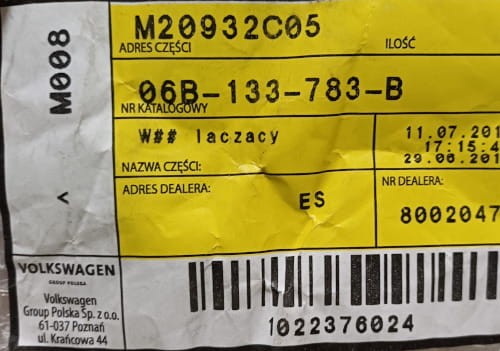 M008
<
M20932C05
ADRES CZĘŚCI
ILOŚĆ
06B-133-783-B
NR KATALOGOWY
W## laczacy
11.07.201
17:15:4
29.06.201
NAZWA CZĘŚCI:
ADRES DEALERA:
NR DEALERA:
ES
8002047
VOLKSWAGEN
GROUP POLSKA
Volkswagen
Group Polska Sp. z o.o.
61-037 Poznań
ul. Krańcowa 44
1022376024